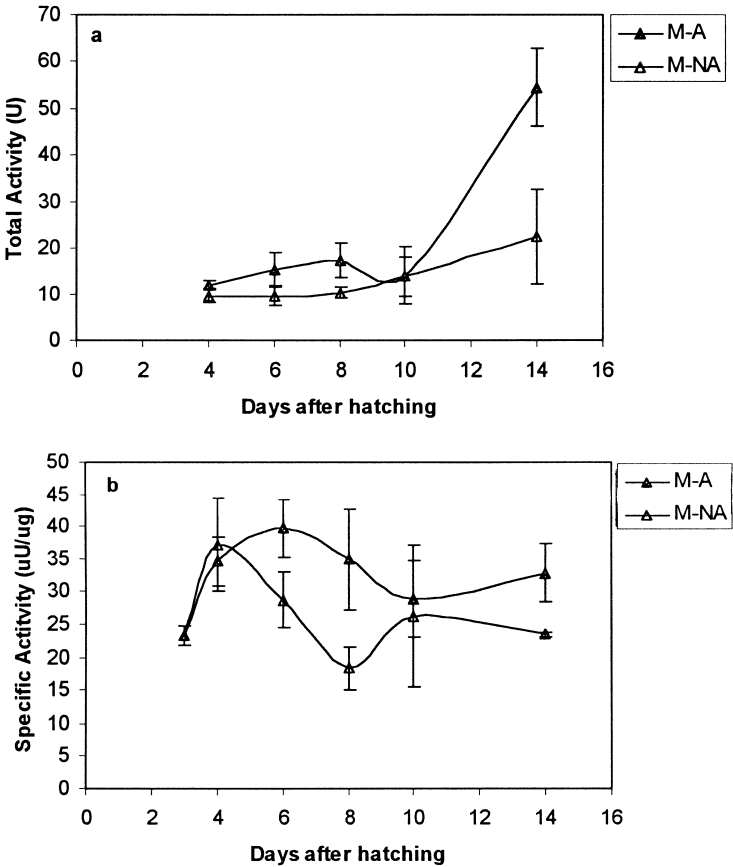 a
M-A
M-NA
70
60
50
40
30
20
10
0
Total Activity (U)
0 2 4 6 8 10 14 16
Days after hatching
b
M-A
M-NA
50
45
40
35
30
25
20
15
10
5
0
Specific Actitvity (uU/ug)
0 2 4 6 8 10 12 14 16
Days after hatching